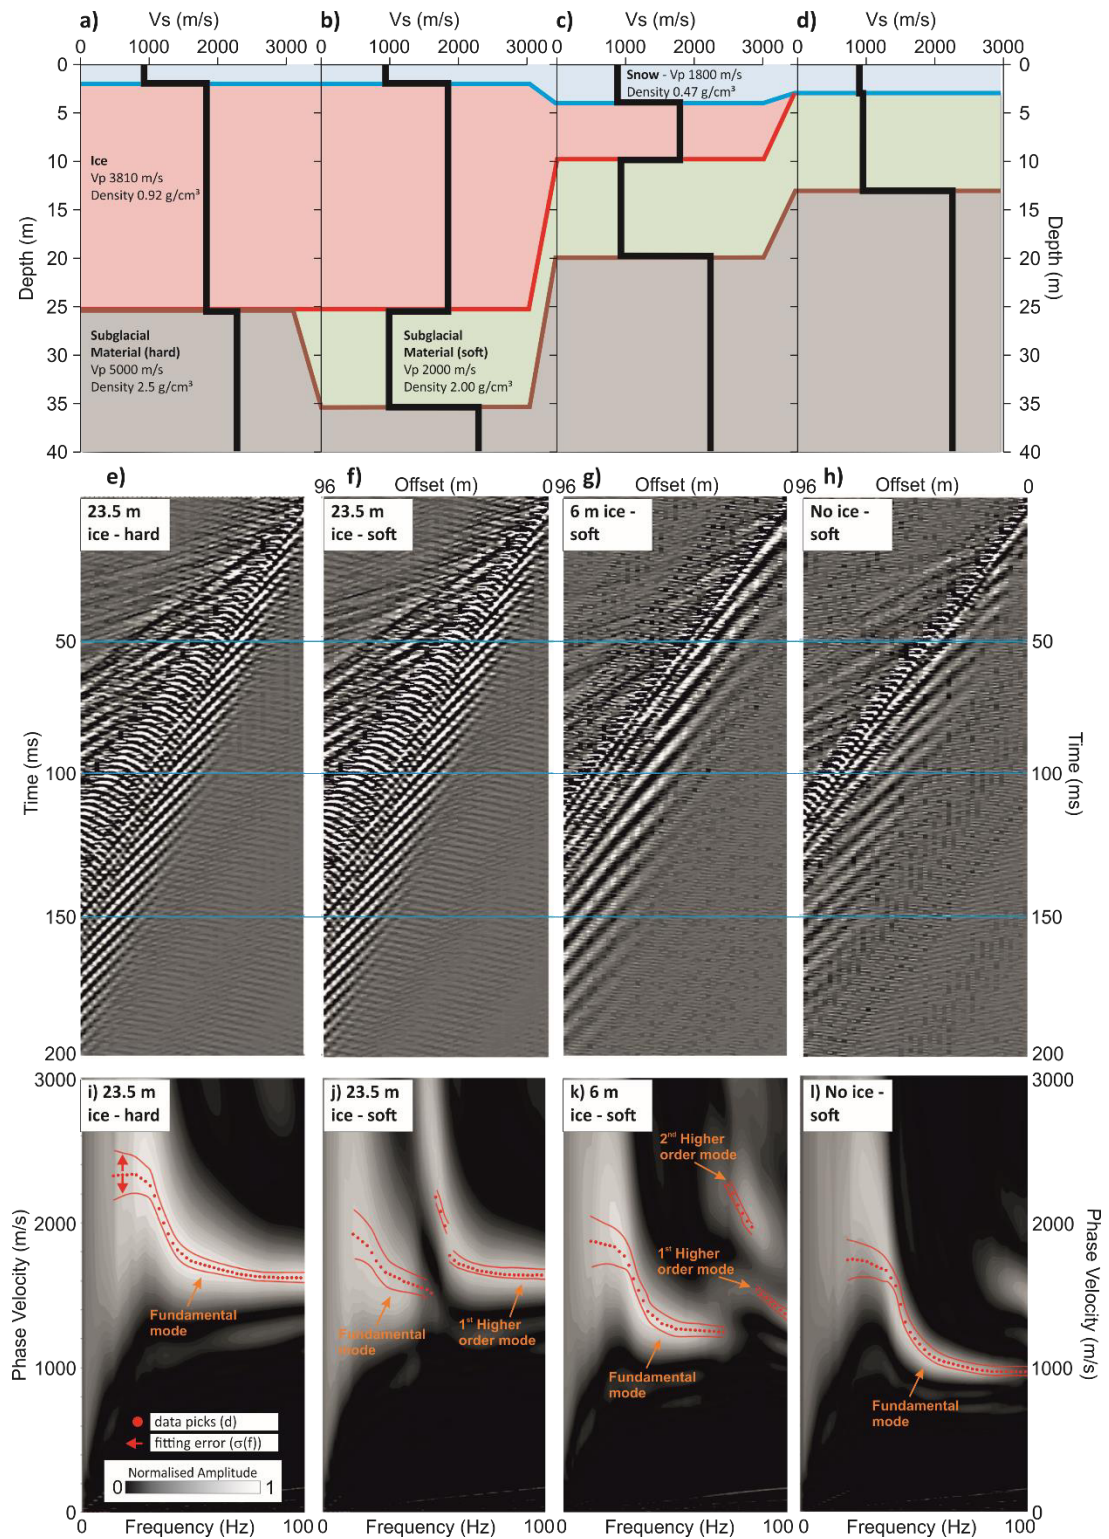 a) Vs (m/s) b) c) Vs (m/s) d)
0 1000 2000 3000
0 1000 2000 3000
0 1000 2000 3000
0 1000 2000 3000
0
5
10
15
20
25
30
35
40
Depth (m)
Ice
Vp 3810 m/s
Density 0.92 g/cm³
Subglacial
Material (hard)
Vp 5000 m/s
Density 2.5 g/cm³
Subglacial
Material (soft)
Vp 2000 m/s
Density 2.00 g/cm³
Snow - Vp 1800 m/s
Density 0.47 g/cm³
0
5
10
15
20
25
30
35
40
Depth (m)
e) f) g) h)
96 Offset (m) 0
96 Offset (m) 0
23.5 m
ice - hard
23.5 m
ice - soft
6 m ice -
soft
No ice -
soft
50
100
150
200
Time (ms)
50
100
150
200
Time (ms)
3000
2000
1000
0
Phase Velocity (m/s)
i) 23.5 m
ice - hard
Fundamental
mode
data picks (d)
fitting error (σ(f))
Normalised Amplitude
0 1
j) 23.5 m
ice - soft
Fundamental
mode
1st Higher
order mode
k) 6 m
ice - soft
2nd Higher
order mode
1st Higher
order mode
Fundamental
mode
l) No ice -
soft
Fundamental
mode
3000
2000
1000
0
Phase Velocity (m/s)
0 Frequency (Hz) 100
0 Frequency (Hz) 100
0 Frequency (Hz) 100
0 Frequency (Hz) 100